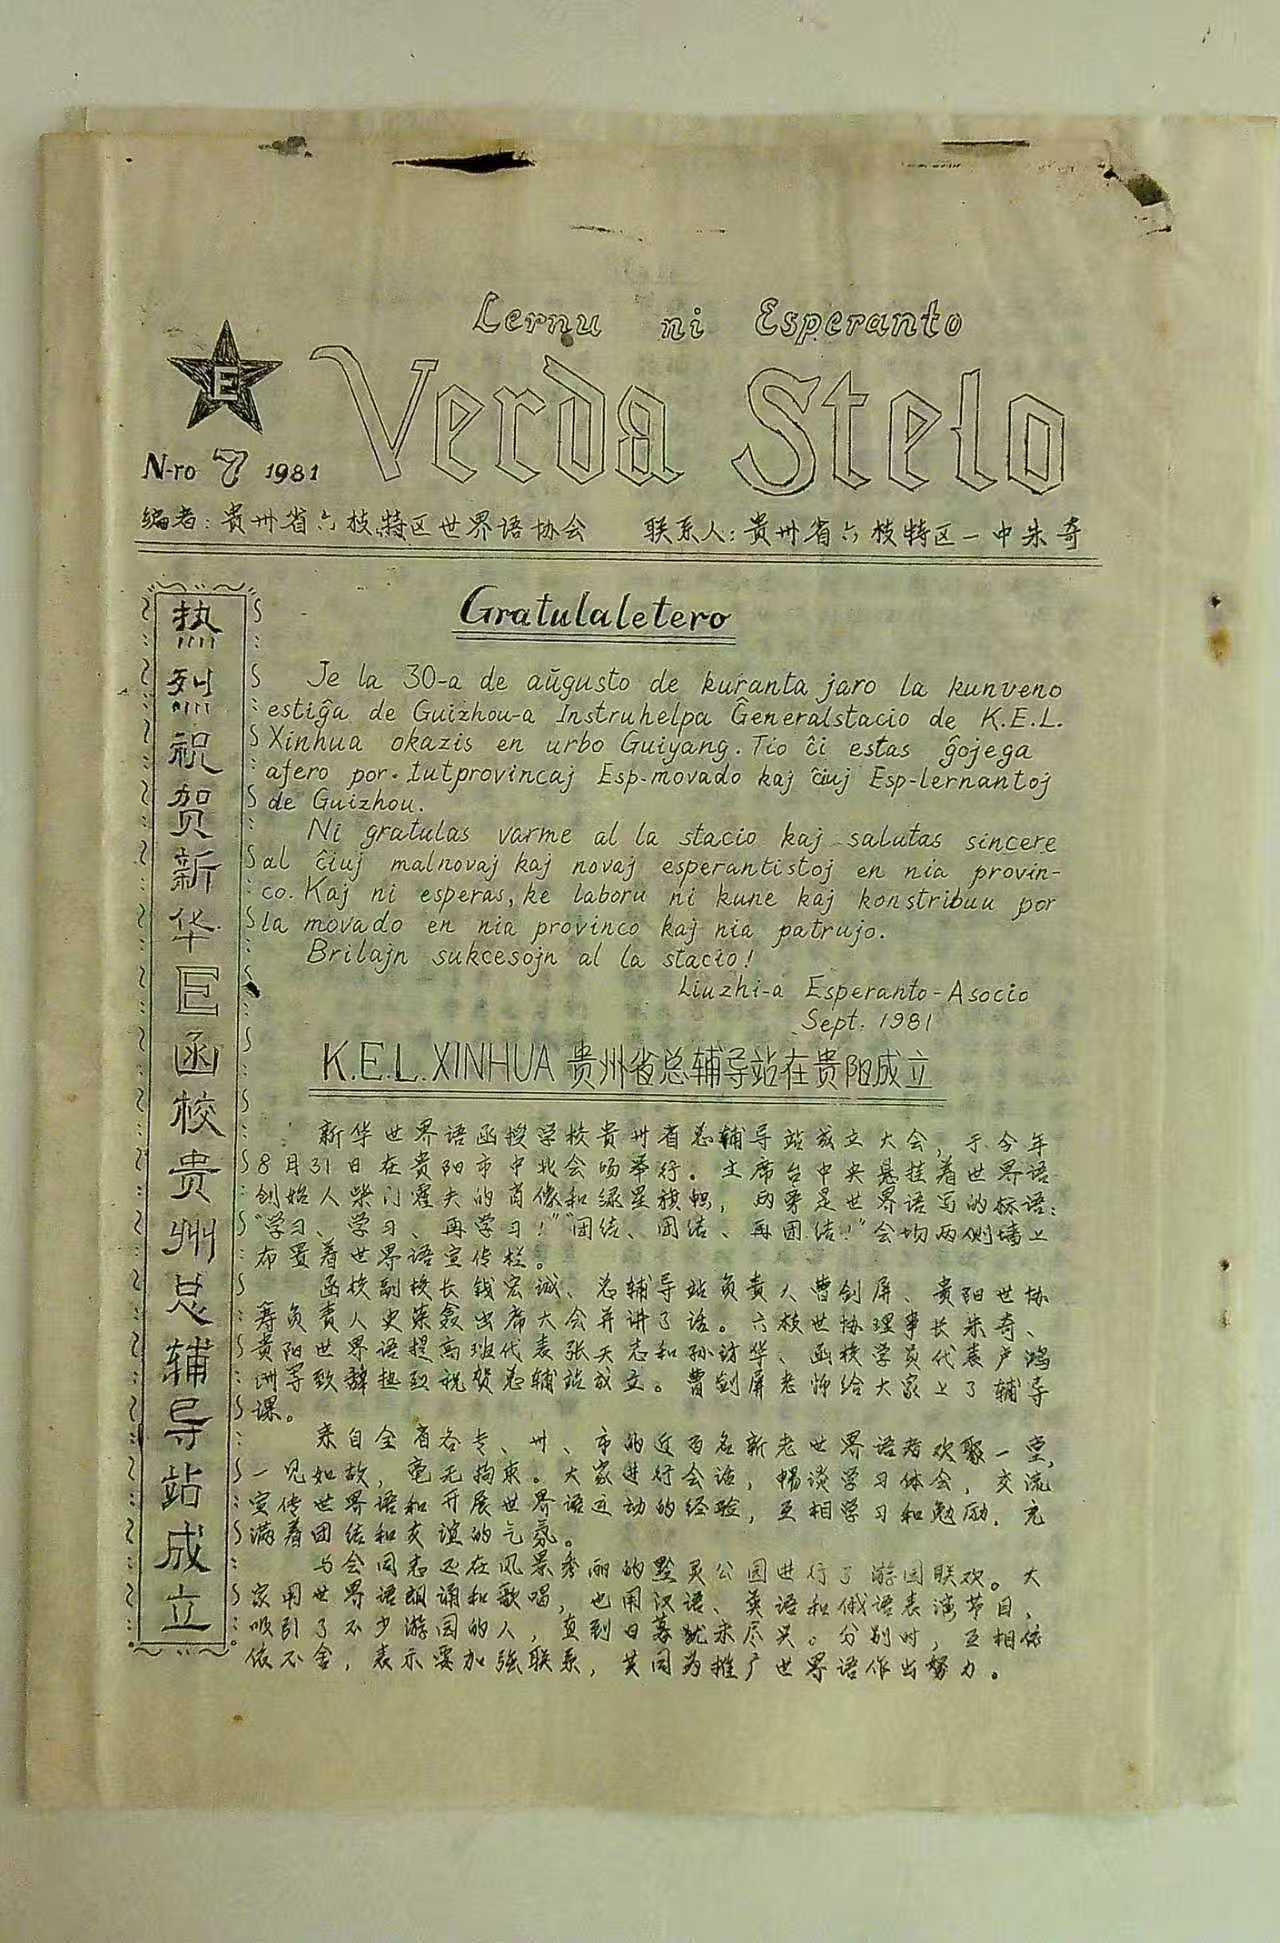 Lernu ni Esperanto
E
Verda Stelo
N-ro 7 1981
编者：贵州省六枝特区世界语协会 联系人：贵州省六枝特区一中朱奇
热烈祝贺新华E函校贵州总辅导站成立
Gratulaletero
Je la 30-a de aŭgusto de kuranta jaro la kunveno
estiĝa de Guizhou-a Instruhelpa Ĝeneralstacio de K.E.L.
Xinhua okazis en urbo Guiyang. Tio ĉi estas ĝojega
afero por tutprovincaj Esp-movado kaj ĉiuj Esp-lernantoj
de Guizhou.
Ni gratulas varme al la stacio kaj salutas sincere
al ĉiuj malnovaj kaj novaj esperantistoj en nia provin-
co. Kaj ni esperas, ke laboru ni kune kaj konstribuu por
la movado en nia provinco kaj nia patrujo.
Brilajn sukcesojn al la stacio!
Liuzhi-a Esperanto-Asocio
Sept. 1981
K.E.L. XINHUA 贵州省总辅导站在贵阳成立
新华世界语函授学校贵州省总辅导站成立大会，于今年
8月31日在贵阳市中北会场举行。主席台中央悬挂着世界语
创始人柴门霍夫的肖像和绿星旗帜，两旁是世界语写的标语：
“学习、学习、再学习！”“团结、团结、再团结！”会场两侧墙上
布置着世界语宣传栏。
函校副校长钱宏诚、总辅导站负责人曹剑屏、贵阳世协
筹负责人史箓鑫出席大会并讲了话。六枝世协理事长朱奇、
贵阳世界语提高班代表张天志和孙访华、函校学员代表卢鸿
洲等致辞热烈祝贺总辅站成立。曹剑屏老师给大家上了辅导
课。
来自全省各专、州、市的近百名新老世界语者欢聚一堂，
一见如故，毫无拘束。大家进行会话，畅谈学习体会，交流
宣传世界语和开展世界语运动的经验，互相学习和勉励，充
满着团结和友谊的气氛。
与会同志还在风景秀丽的黔灵公园进行了游园联欢。大
家用世界语朗诵和歌唱，也用汉语、英语和俄语表演节目，
吸引了不少游园的人，直到日暮犹未尽兴。分别时，互相依
依不舍，表示要加强联系，共同为推广世界语作出努力。